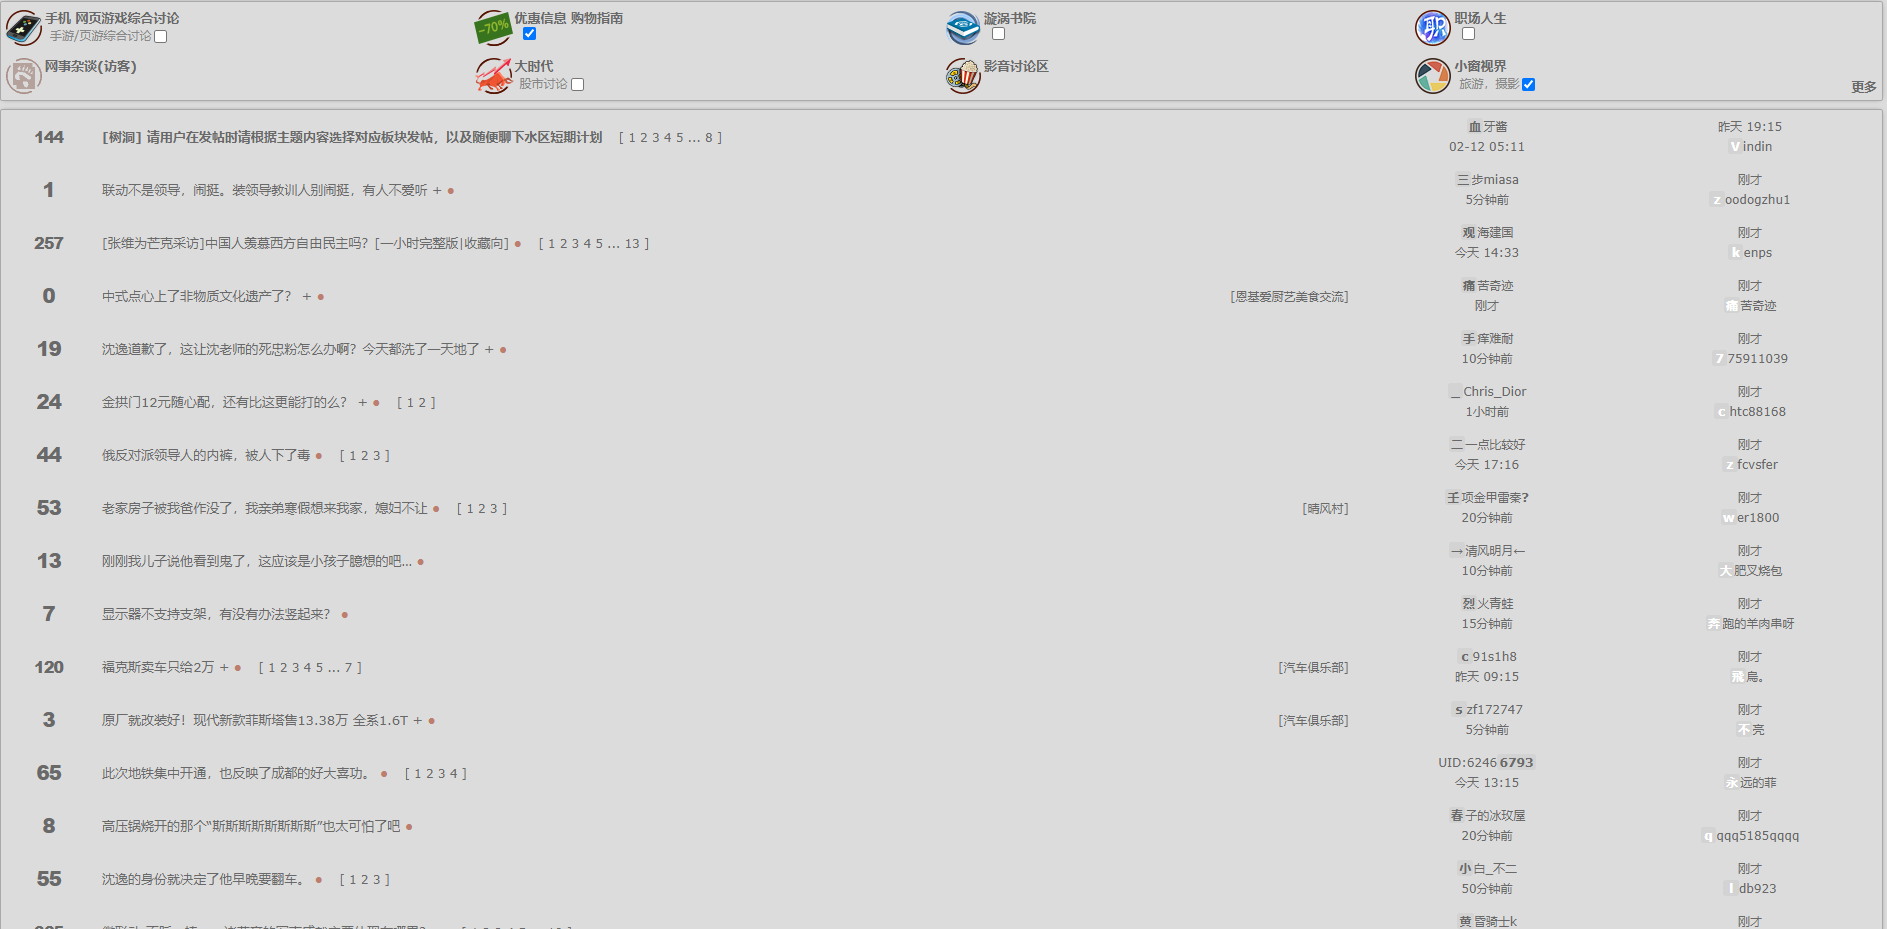 手机 网页游戏综合讨论
手游/页游综合讨论
-70%
优惠信息 购物指南
漩涡书院
职
职场人生
网事杂谈(访客)
大时代
股市讨论
影音讨论区
小窗视界
旅游，摄影
更多
144 [树洞] 请用户在发帖时请根据主题内容选择对应板块发帖，以及随便聊下水区短期计划 [ 1 2 3 4 5 ... 8 ] 血牙酱 昨天 19:15
02-12 05:11 Vindin
1 联动不是领导，闹挺。装领导教训人别闹挺，有人不爱听 + 三步miasa 刚才
5分钟前 zoodogzhu1
257 [张维为芒克采访]中国人羡慕西方自由民主吗？[一小时完整版|收藏向] [ 1 2 3 4 5 ... 13 ] 观海建国 刚才
今天 14:33 kenps
0 中式点心上了非物质文化遗产了？ + [恩基爱厨艺美食交流] 痛苦奇迹 刚才
刚才 痛苦奇迹
19 沈逸道歉了，这让沈老师的死忠粉怎么办啊？今天都洗了一天地了 + 手痒难耐 刚才
10分钟前 775911039
24 金拱门12元随心配，还有比这更能打的么？ + [ 1 2 ] _Chris_Dior 刚才
1小时前 chtc88168
44 俄反对派领导人的内裤，被人下了毒 [ 1 2 3 ] 二一点比较好 刚才
今天 17:16 zfcvsfer
53 老家房子被我爸作没了，我亲弟寒假想来我家，媳妇不让 [ 1 2 3 ] [晴风村] 壬项金甲雷秦? 刚才
20分钟前 wer1800
13 刚刚我儿子说他看到鬼了，这应该是小孩子臆想的吧... →清风明月← 刚才
10分钟前 大肥叉烧包
7 显示器不支持支架，有没有办法竖起来？ 烈火青蛙 刚才
15分钟前 奔跑的羊肉串呀
120 福克斯卖车只给2万 + [ 1 2 3 4 5 ... 7 ] [汽车俱乐部] c91s1h8 刚才
昨天 09:15 飛鳥。
3 原厂就改装好！现代新款菲斯塔售13.38万 全系1.6T + [汽车俱乐部] szf172747 刚才
5分钟前 不亮
65 此次地铁集中开通，也反映了成都的好大喜功。 [ 1 2 3 4 ] UID:62466793 刚才
今天 13:15 永远的菲
8 高压锅烧开的那个“斯斯斯斯斯斯斯斯”也太可怕了吧 春子的冰玫屋 刚才
20分钟前 qqqq5185qqqq
55 沈逸的身份就决定了他早晚要翻车。 [ 1 2 3 ] 小白_不二 刚才
50分钟前 ldb923
黄昏骑士k 刚才